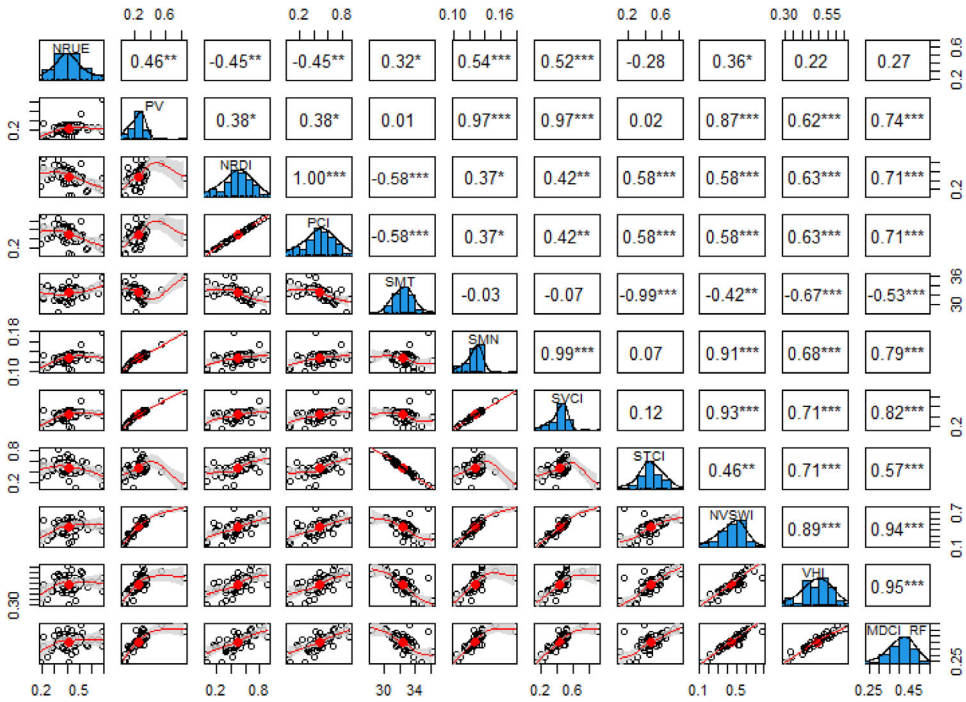 0.2 0.6 0.2 0.8 0.10 0.16 0.2 0.6 0.30 0.55
NRUE 0.46** -0.45** -0.45** 0.32* 0.54*** 0.52*** -0.28 0.36* 0.22 0.27 0.2 0.6
0.2 PV 0.38* 0.38* 0.01 0.97*** 0.97*** 0.02 0.87*** 0.62*** 0.74***
NRDI 1.00*** -0.58*** 0.37* 0.42** 0.58*** 0.58*** 0.63*** 0.71*** 0.2
0.2 PCI -0.58*** 0.37* 0.42** 0.58*** 0.58*** 0.63*** 0.71***
SMT -0.03 -0.07 -0.99*** -0.42** -0.67*** -0.53*** 30 36
0.10 0.18 SMN 0.99*** 0.07 0.91*** 0.68*** 0.79***
SVCI 0.12 0.93*** 0.71*** 0.82*** 0.2
0.2 0.8 STCI 0.46** 0.71*** 0.57***
NVSWI 0.89*** 0.94*** 0.1 0.7
0.30 VHI 0.95***
MDCI_RF 0.25
0.2 0.5 0.2 0.8 30 34 0.2 0.6 0.1 0.5 0.25 0.45